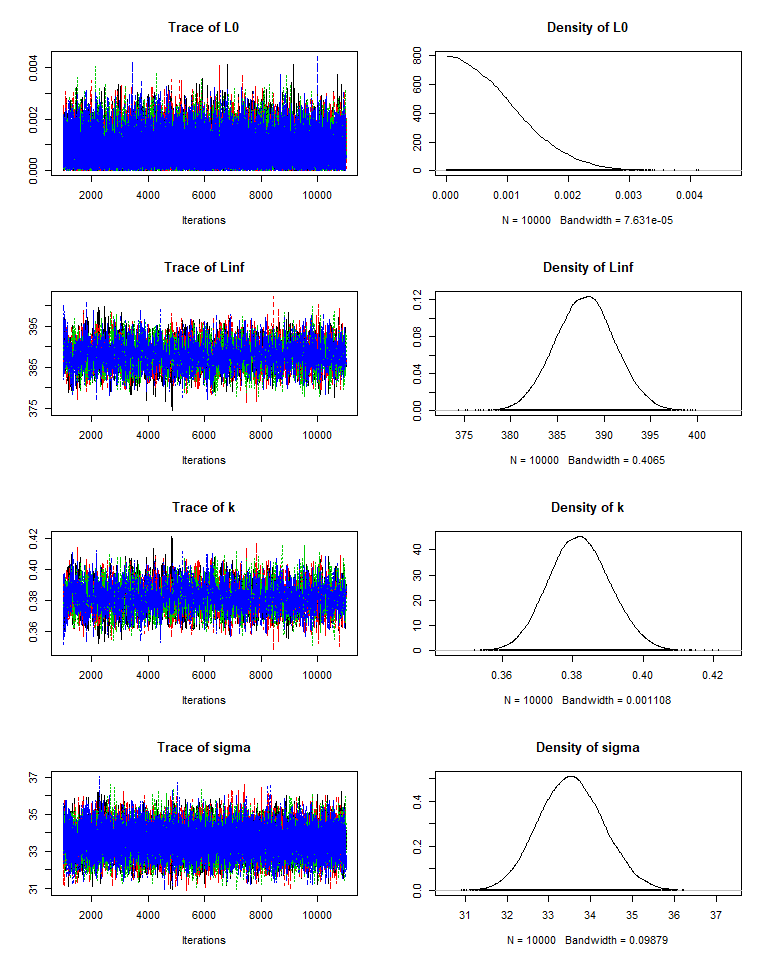 Trace of L0
0.000 0.002 0.004
2000 4000 6000 8000 10000
Iterations
Density of L0
0 200 400 600 800
0.000 0.001 0.002 0.003 0.004
N = 10000 Bandwidth = 7.631e-05
Trace of Linf
375 385 395
2000 4000 6000 8000 10000
Iterations
Density of Linf
0.00 0.04 0.08 0.12
375 380 385 390 395 400
N = 10000 Bandwidth = 0.4065
Trace of k
0.36 0.38 0.40 0.42
2000 4000 6000 8000 10000
Iterations
Density of k
0 10 20 30 40
0.36 0.38 0.40 0.42
N = 10000 Bandwidth = 0.001108
Trace of sigma
31 33 35 37
2000 4000 6000 8000 10000
Iterations
Density of sigma
0.0 0.2 0.4
31 32 33 34 35 36 37
N = 10000 Bandwidth = 0.09879